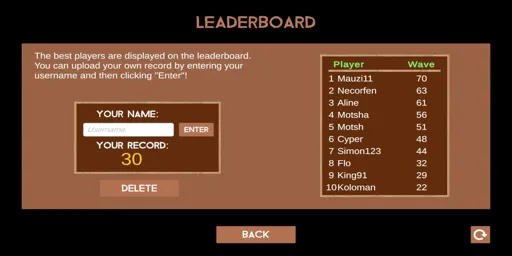 LEADERBOARD
The best players are displayed on the leaderboard.
You can upload your own record by entering your
username and then clicking "Enter"!
YOUR NAME:
Username
ENTER
YOUR RECORD:
30
DELETE
Player Wave
1 Mauzi11 70
2 Necorfen 63
3 Aline 61
4 Motsha 56
5 Motsh 51
6 Cyper 48
7 Simon123 44
8 Flo 32
9 King91 29
10 Koloman 22
BACK